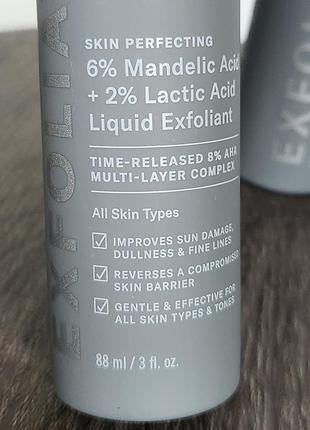 EXFOLIA
SKIN PERFECTING
6% Mandelic Acid
+ 2% Lactic Acid
Liquid Exfoliant
TIME-RELEASED 8% AHA
MULTI-LAYER COMPLEX
All Skin Types
IMPROVES SUN DAMAGE,
DULLNESS & FINE LINES
REVERSES A COMPROMISED
SKIN BARRIER
GENTLE & EFFECTIVE FOR
ALL SKIN TYPES & TONES
88 ml / 3 fl. oz.
EXFOL